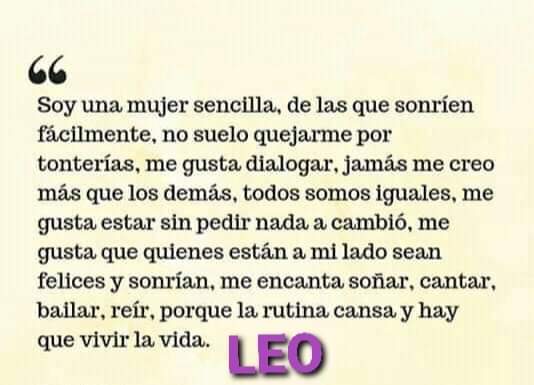 “
Soy una mujer sencilla, de las que sonríen
fácilmente, no suelo quejarme por
tonterías, me gusta dialogar, jamás me creo
más que los demás, todos somos iguales, me
gusta estar sin pedir nada a cambió, me
gusta que quienes están a mi lado sean
felices y sonrían, me encanta soñar, cantar,
bailar, reír, porque la rutina cansa y hay
que vivir la vida. LEO